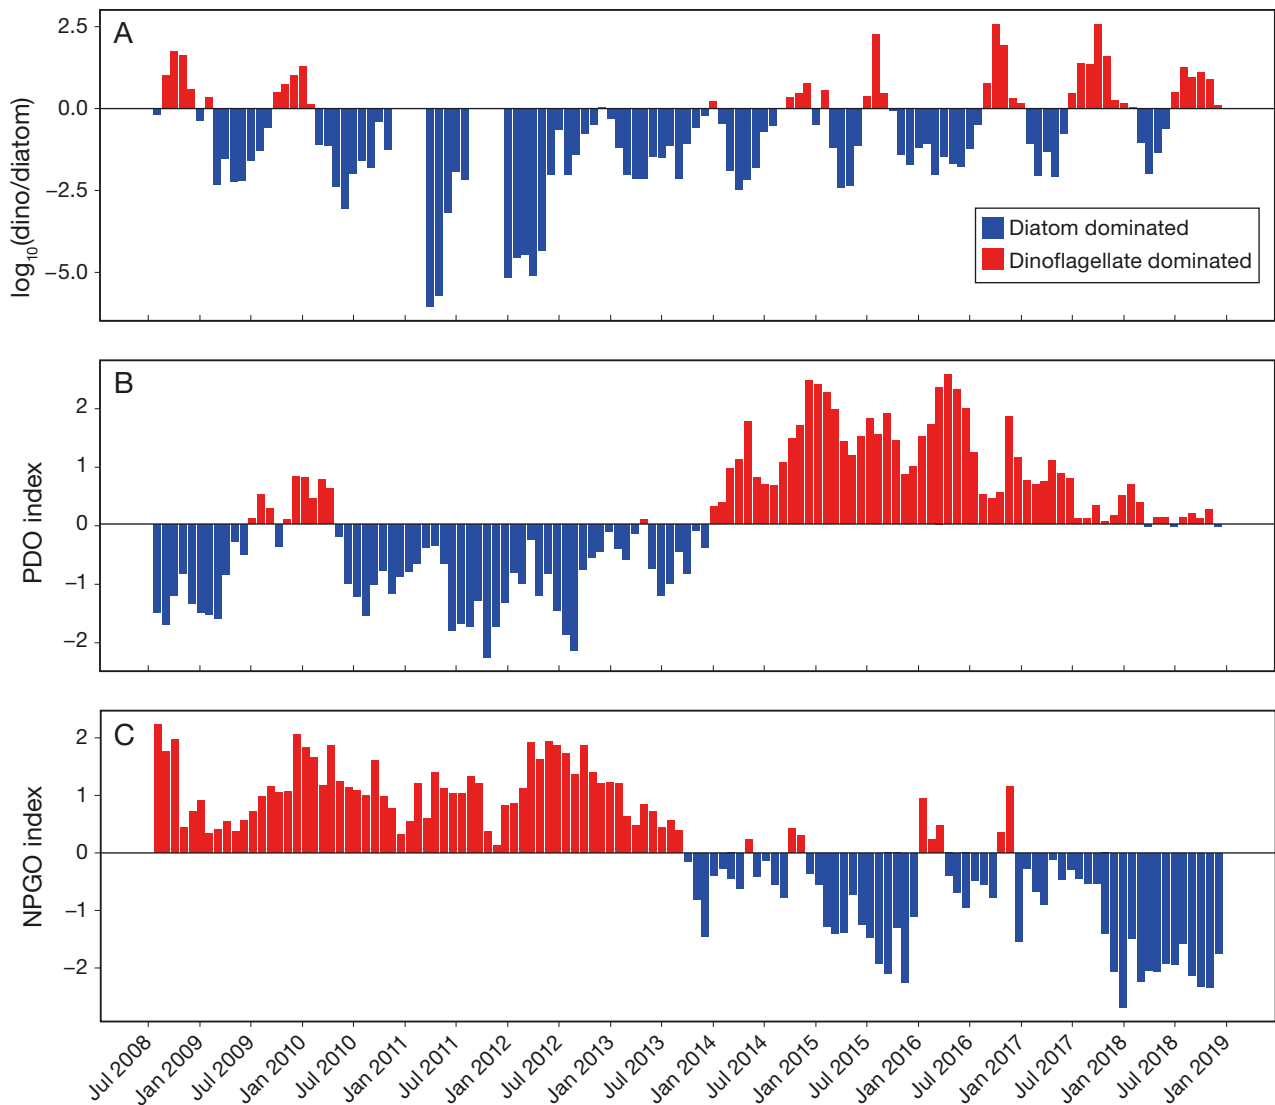 A
log₁₀(dino/diatom)
2.5
0.0
−2.5
−5.0
Diatom dominated
Dinoflagellate dominated
B
PDO index
2
1
0
−1
−2
C
NPGO index
2
1
0
−1
−2
Jul 2008
Jan 2009
Jul 2009
Jan 2010
Jul 2010
Jan 2011
Jul 2011
Jan 2012
Jul 2012
Jan 2013
Jul 2013
Jan 2014
Jul 2014
Jan 2015
Jul 2015
Jan 2016
Jul 2016
Jan 2017
Jul 2017
Jan 2018
Jul 2018
Jan 2019